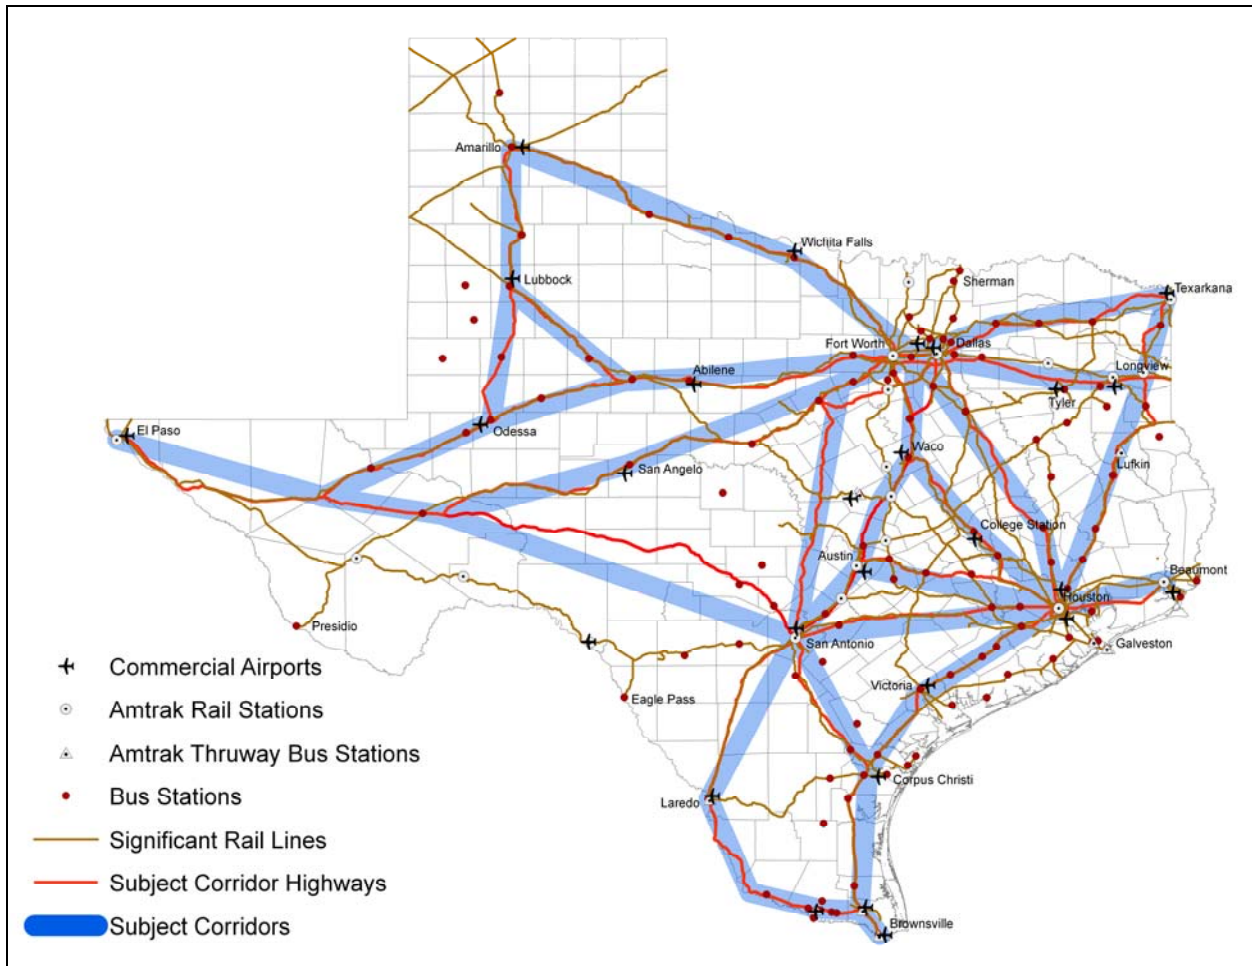 Amarillo
Wichita Falls
Lubbock
Sherman
Texarkana
Fort Worth
Dallas
Abilene
Longview
Tyler
El Paso
Odessa
San Angelo
Waco
Lufkin
College Station
Austin
Beaumont
Houston
Presidio
San Antonio
Galveston
Commercial Airports
Victoria
Eagle Pass
Amtrak Rail Stations
Amtrak Thruway Bus Stations
Corpus Christi
Bus Stations
Laredo
Significant Rail Lines
Subject Corridor Highways
Subject Corridors
Brownsville